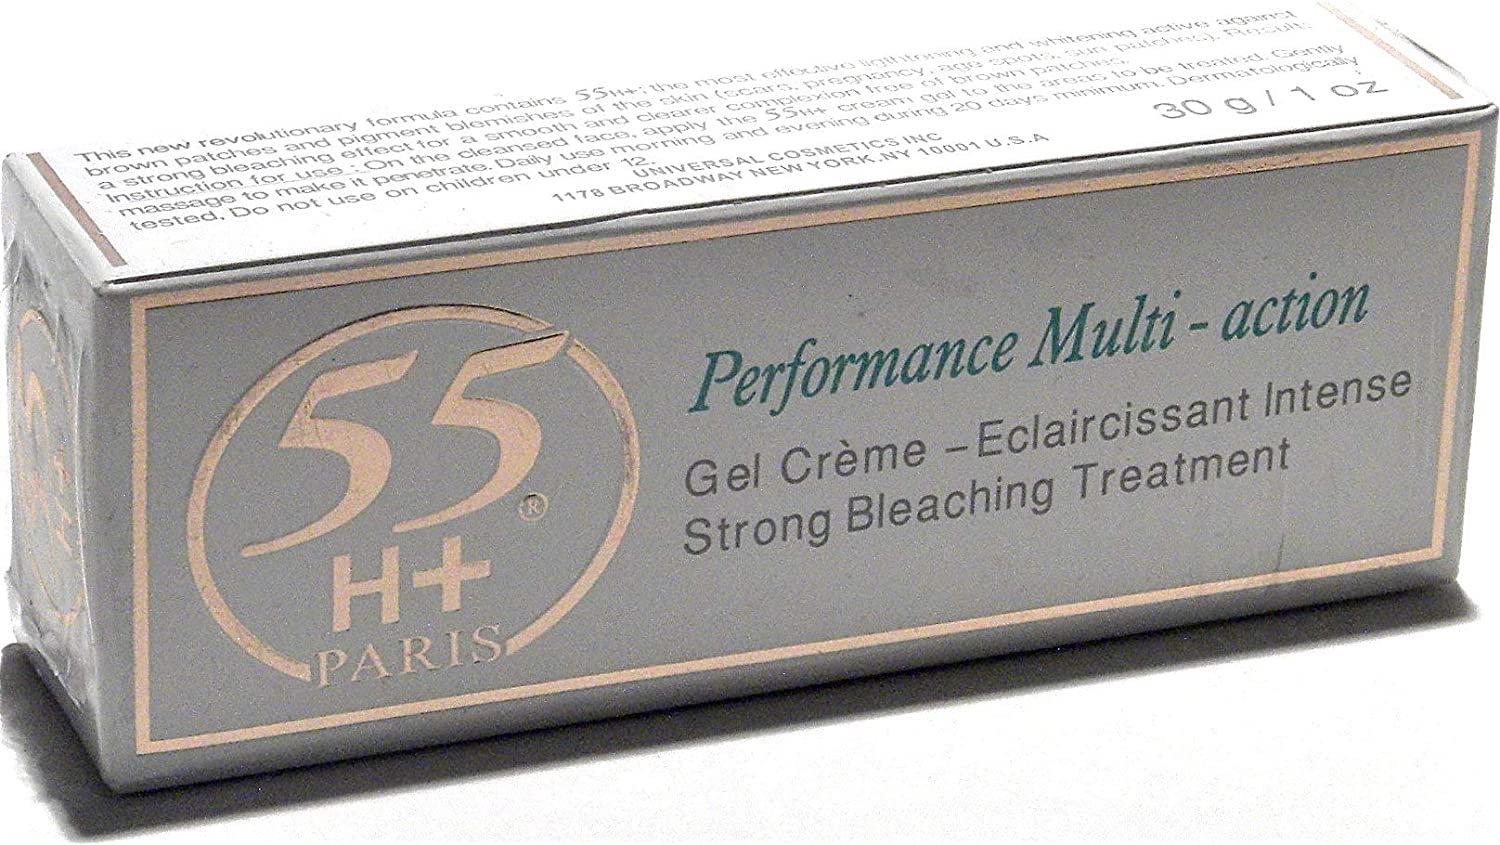 This new revolutionary formula contains 55H+; the most effective ligthtening and whitening active against
brown patches and pigment blemishes of the skin (scars, pregnancy, age spots, sun patches). Result:
a strong bleaching effect for a smooth and clearer complexion free of brown patches.
Instruction for use : On the cleansed face, apply the 55H+ cream gel to the areas to be treated. Gently
massage to make it penetrate. Daily use morning and evening during 20 days minimum. Dermatologically
tested. Do not use on children under 12.
UNIVERSAL COSMETICS INC
1178 BROADWAY NEW YORK.NY 10001 U.S.A
30 g / 1 oz
55®
H+
PARIS
Performance Multi - action
Gel Crème – Eclaircissant Intense
Strong Bleaching Treatment